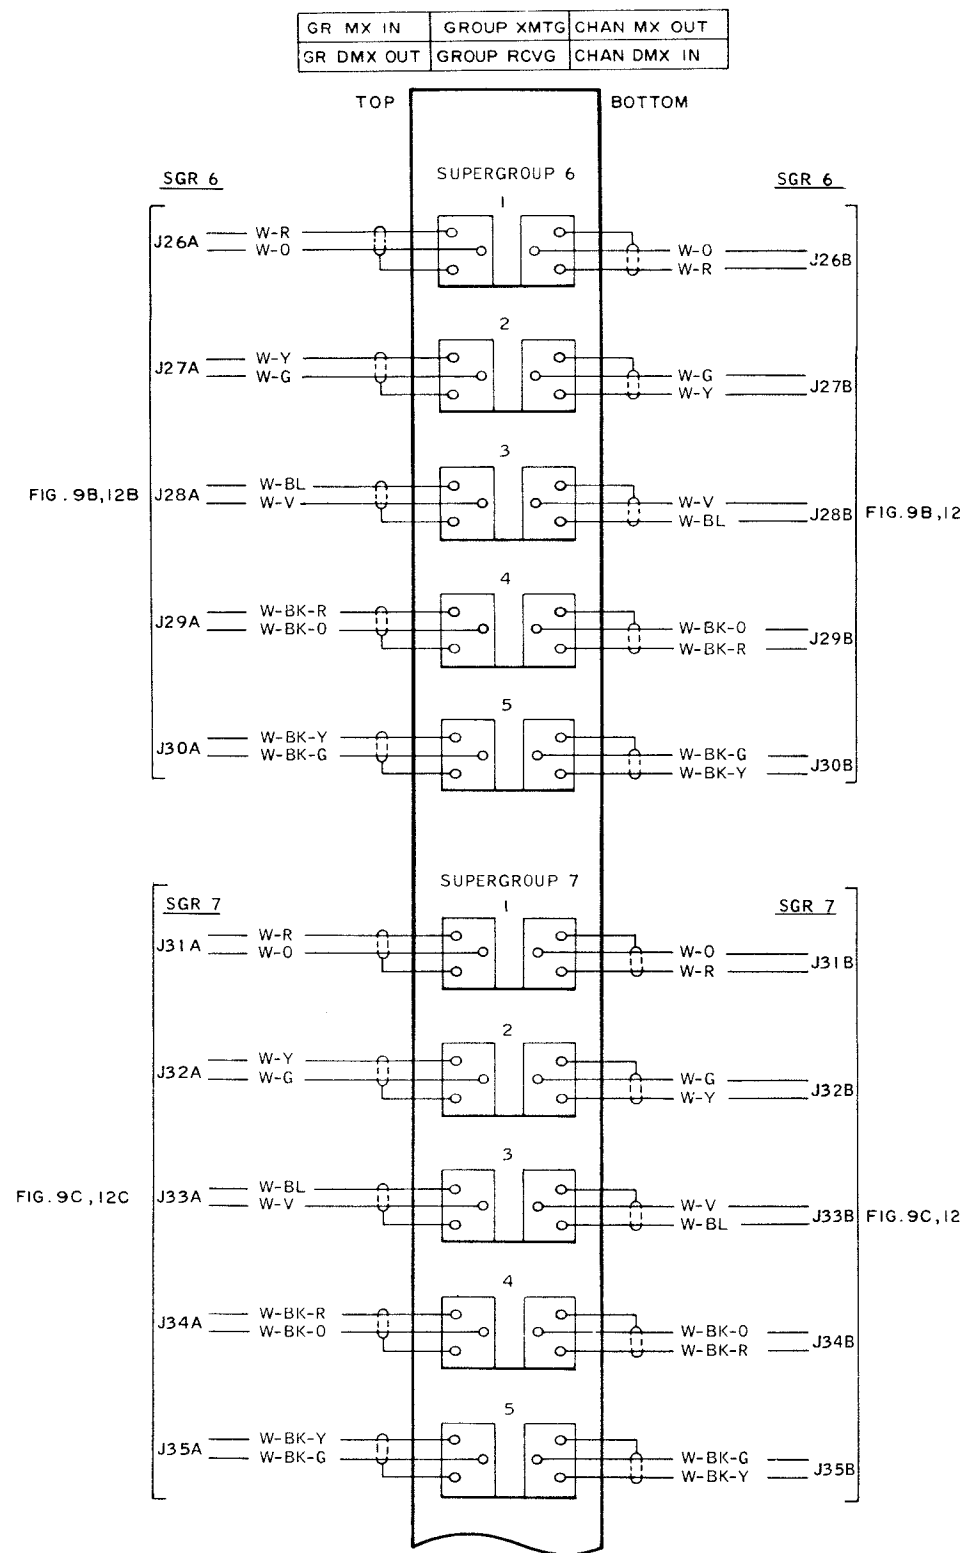 GR MX IN GROUP XMTG CHAN MX OUT
GR DMX OUT GROUP RCVG CHAN DMX IN
TOP BOTTOM
SGR 6 SUPERGROUP 6 SGR 6
1
J26A W-R W-O W-O W-R J26B
2
J27A W-Y W-G W-G W-Y J27B
3
FIG. 9B,12B J28A W-BL W-V W-V W-BL J28B FIG. 9B,12
4
J29A W-BK-R W-BK-O W-BK-O W-BK-R J29B
5
J30A W-BK-Y W-BK-G W-BK-G W-BK-Y J30B
SGR 7 SUPERGROUP 7 SGR 7
1
J31A W-R W-O W-O W-R J31B
2
J32A W-Y W-G W-G W-Y J32B
3
FIG. 9C,12C J33A W-BL W-V W-V W-BL J33B FIG. 9C,12
4
J34A W-BK-R W-BK-O W-BK-O W-BK-R J34B
5
J35A W-BK-Y W-BK-G W-BK-G W-BK-Y J35B